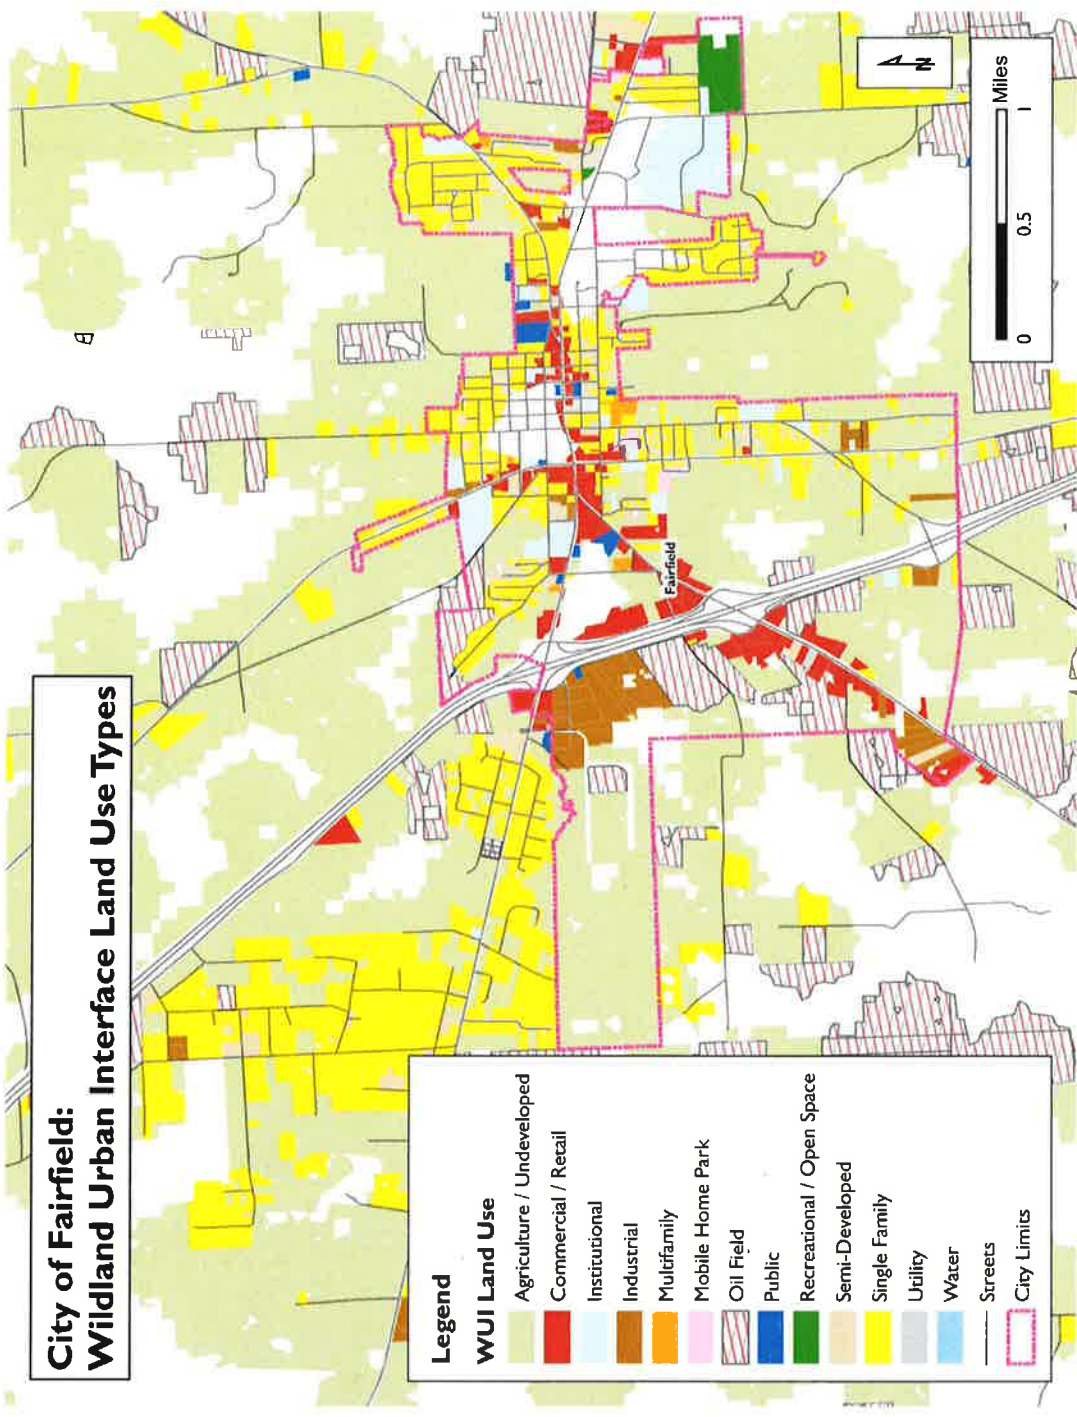 City of Fairfield:
Wildland Urban Interface Land Use Types
Fairfield
N
0
0.5
1
Miles
Legend
WUI Land Use
Agriculture / Undeveloped
Commercial / Retail
Institutional
Industrial
Multifamily
Mobile Home Park
Oil Field
Public
Recreational / Open Space
Semi-Developed
Single Family
Utility
Water
Streets
City Limits